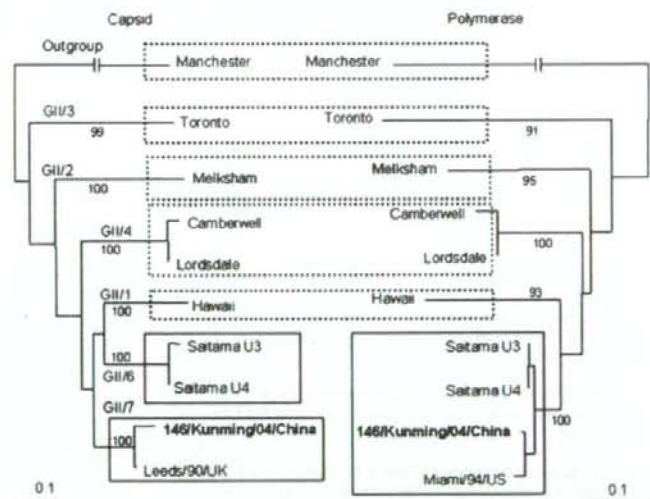 Capsid Polymerase
Outgroup
Manchester Manchester
GII/3
Toronto Toronto
99 91
GII/2
Melksham Melksham
100 95
Camberwell Camberwell
GII/4
100 100
Lordsdale Lordsdale
GII/1
Hawaii Hawaii
100 93
Saitama U3 Saitama U3
100
GII/6
Saitama U4 Saitama U4
100
GII/7
146/Kunming/04/China 146/Kunming/04/China
100
Leeds/90/UK Miami/94/US
0.1 0.1